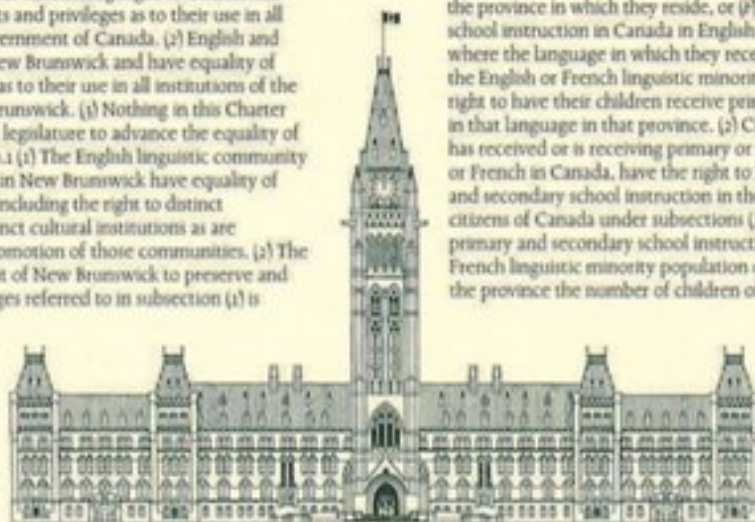 ts and privileges as to their use in all
ernment of Canada. (2) English and
ew Brunswick and have equality of
as to their use in all institutions of the
runswick. (3) Nothing in this Charter
legislature to advance the equality of
.1 (1) The English linguistic community
in New Brunswick have equality of
ncluding the right to distinct
nct cultural institutions as are
omotion of those communities. (2) The
t of New Brunswick to preserve and
ges referred to in subsection (1) is
the province in which they reside, or (
school instruction in Canada in English
where the language in which they rece
the English or French linguistic minori
right to have their children receive pri
in that language in that province. (2) C
has received or is receiving primary or
or French in Canada, have the right to
and secondary school instruction in th
citizens of Canada under subsections (
primary and secondary school instruct
French linguistic minority population
the province the number of children o